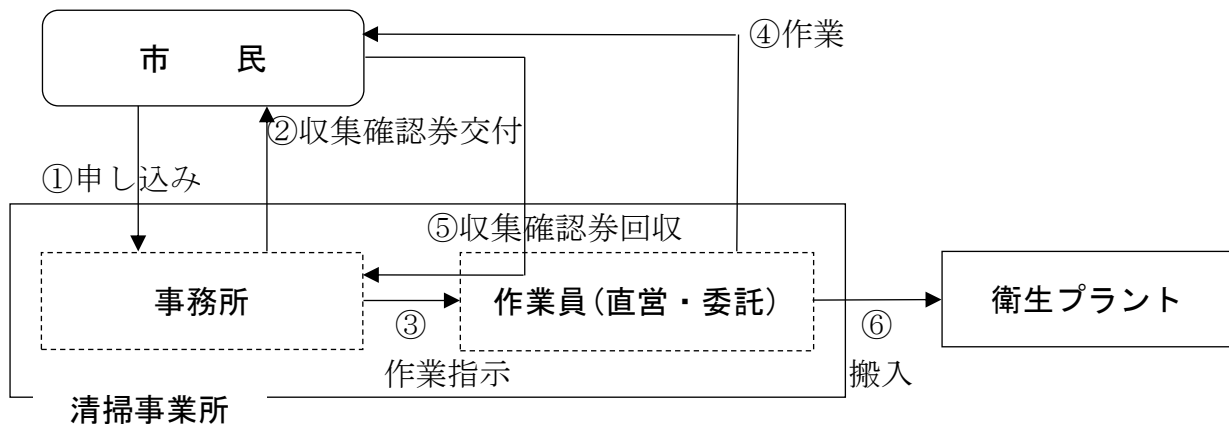 ④作業
市　　民
②収集確認券交付
①申し込み
⑤収集確認券回収
事務所
作業員(直営・委託)
衛生プラント
③
⑥
作業指示
搬入
清掃事業所